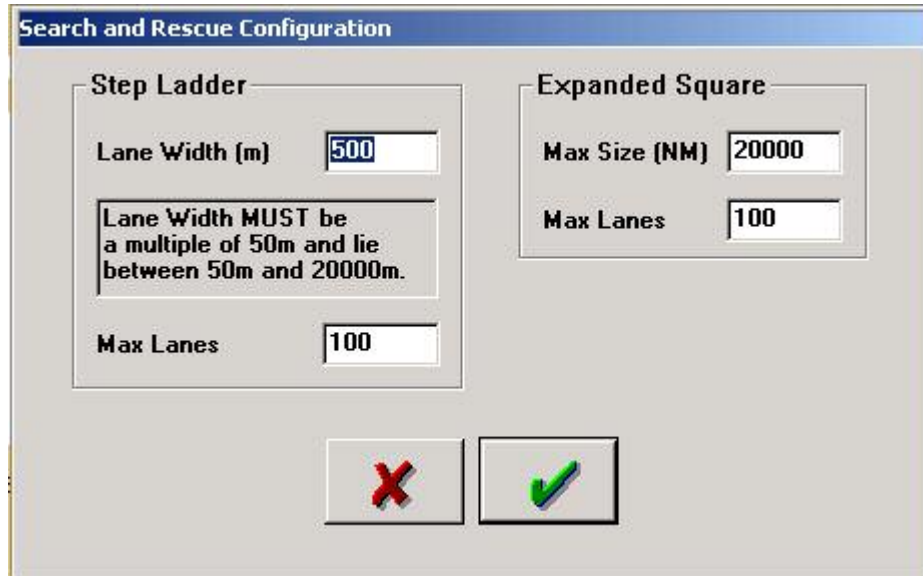 Search and Rescue Configuration
Step Ladder
Lane Width (m) 500
Lane Width MUST be
a multiple of 50m and lie
between 50m and 20000m.
Max Lanes 100
Expanded Square
Max Size (NM) 20000
Max Lanes 100